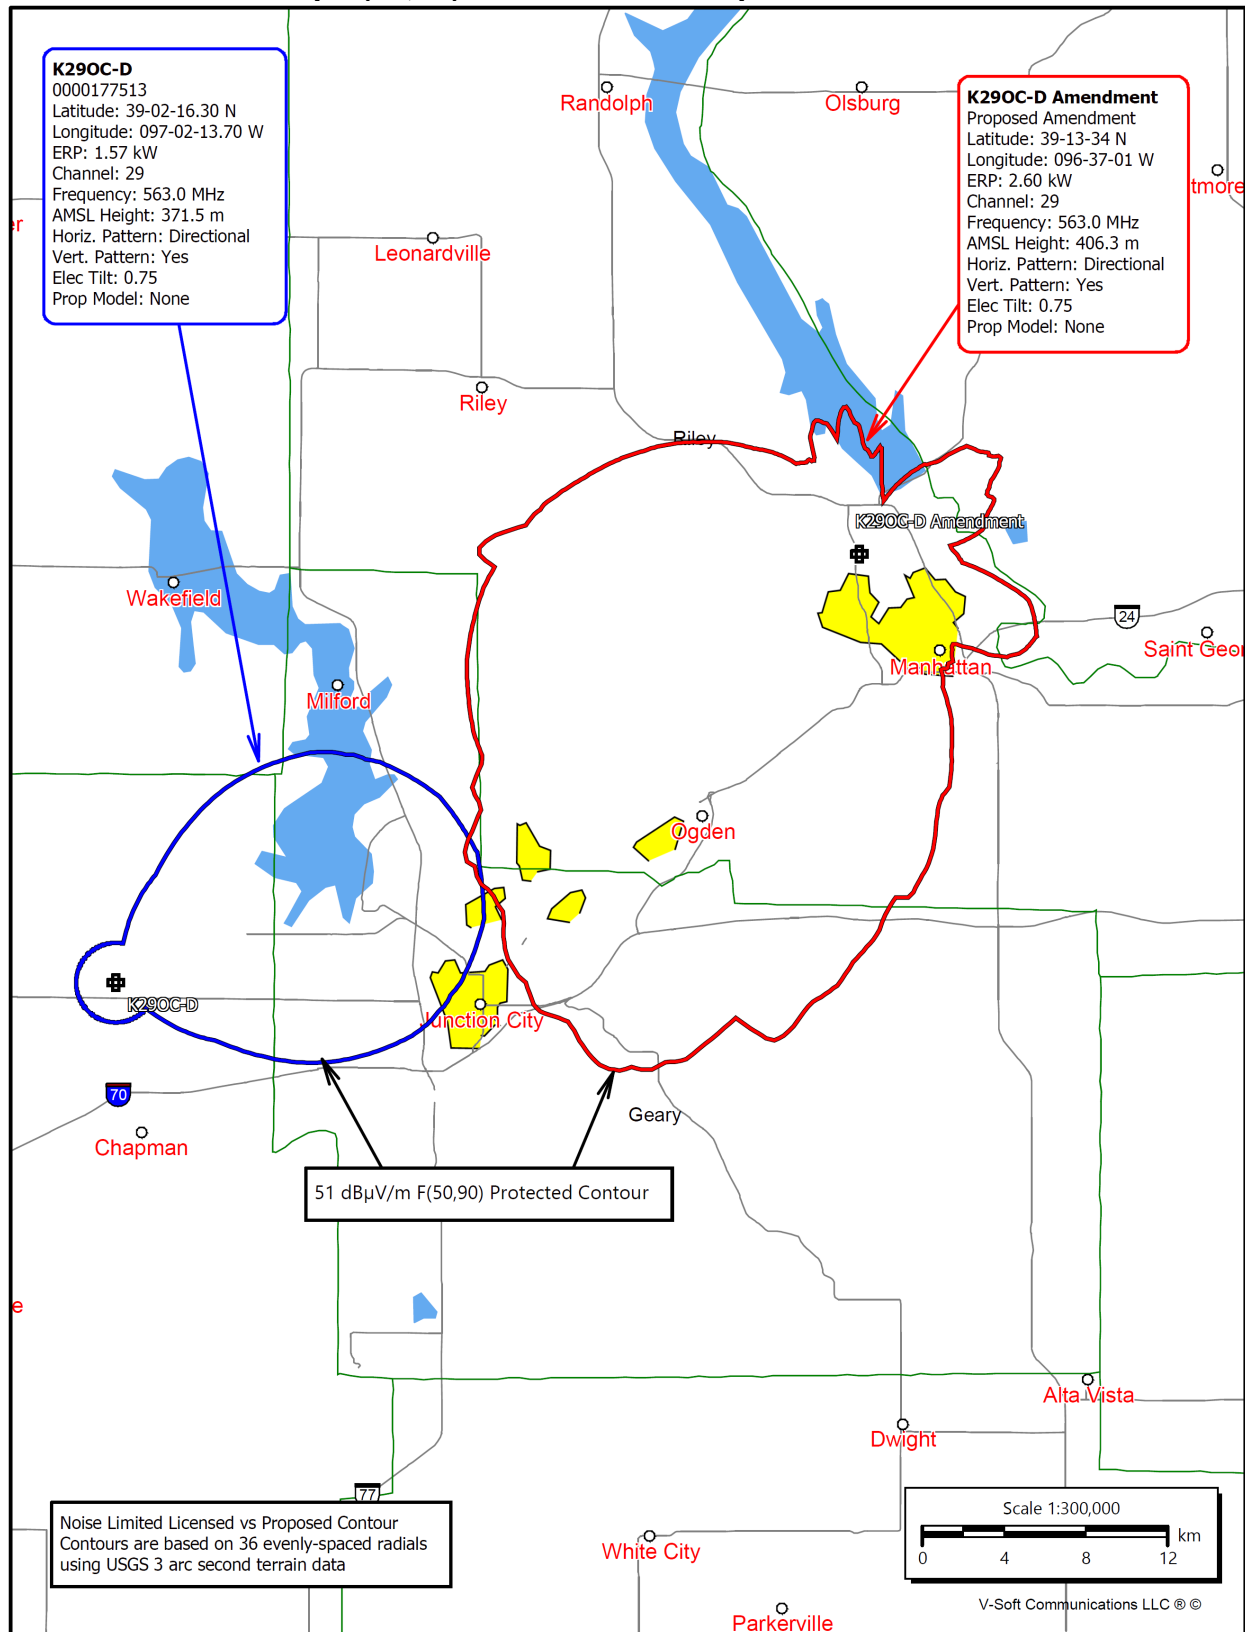 K29OC-D
0000177513
Latitude: 39-02-16.30 N
Longitude: 097-02-13.70 W
ERP: 1.57 kW
Channel: 29
Frequency: 563.0 MHz
AMSL Height: 371.5 m
Horiz. Pattern: Directional
Vert. Pattern: Yes
Elec Tilt: 0.75
Prop Model: None
K29OC-D Amendment
Proposed Amendment
Latitude: 39-13-34 N
Longitude: 096-37-01 W
ERP: 2.60 kW
Channel: 29
Frequency: 563.0 MHz
AMSL Height: 406.3 m
Horiz. Pattern: Directional
Vert. Pattern: Yes
Elec Tilt: 0.75
Prop Model: None
Randolph
Olsburg
tmore
er
Leonardville
Riley
Riley
K29OC-D Amendment
Wakefield
24
Saint Geor
Manhattan
Milford
Ogden
K29OC-D
Junction City
70
Chapman
Geary
51 dBµV/m F(50,90) Protected Contour
e
Alta Vista
Dwight
77
White City
Parkerville
Noise Limited Licensed vs Proposed Contour
Contours are based on 36 evenly-spaced radials
using USGS 3 arc second terrain data
Scale 1:300,000
km
0 4 8 12
V-Soft Communications LLC ® ©